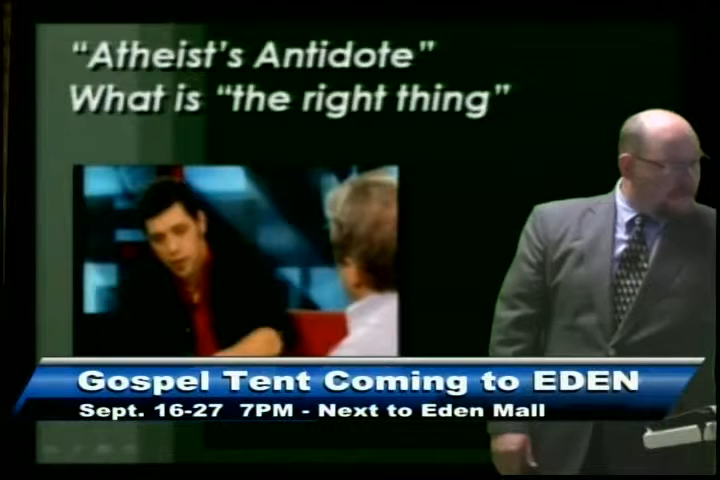 “Atheist’s Antidote”
What is “the right thing”
Gospel Tent Coming to EDEN
Sept. 16-27 7PM - Next to Eden Mall